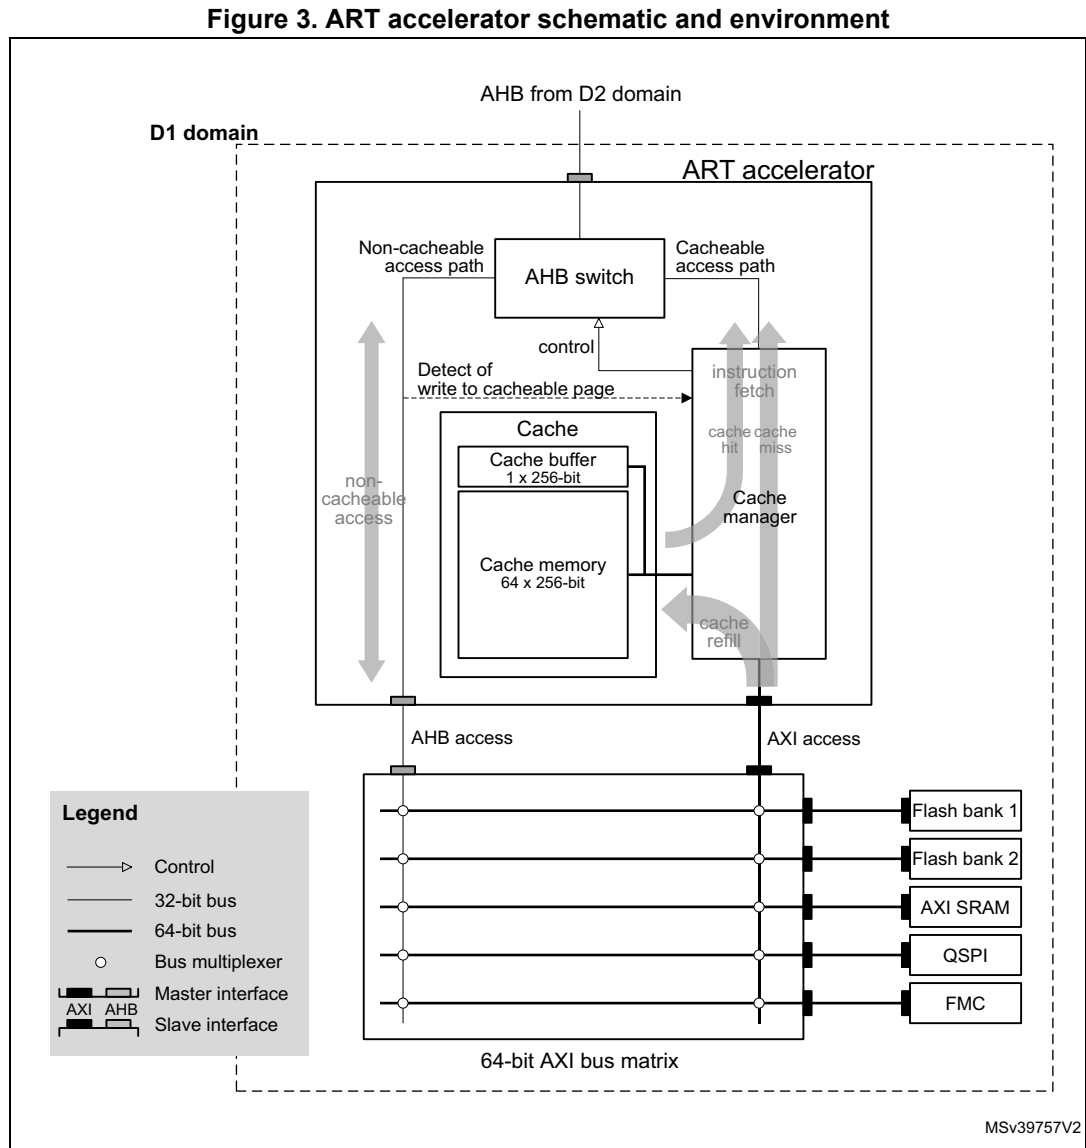 Figure 3. ART accelerator schematic and environment
AHB from D2 domain
D1 domain
ART accelerator
Non-cacheable
access path
Cacheable
access path
AHB switch
control
Detect of
write to cacheable page
instruction
fetch
cache
hit
cache
miss
Cache
Cache buffer
1 x 256-bit
non-
cacheable
access
Cache
manager
Cache memory
64 x 256-bit
cache
refill
AHB access
AXI access
Flash bank 1
Flash bank 2
AXI SRAM
QSPI
FMC
64-bit AXI bus matrix
Legend
Control
32-bit bus
64-bit bus
Bus multiplexer
Master interface
AXI AHB
Slave interface
MSv39757V2